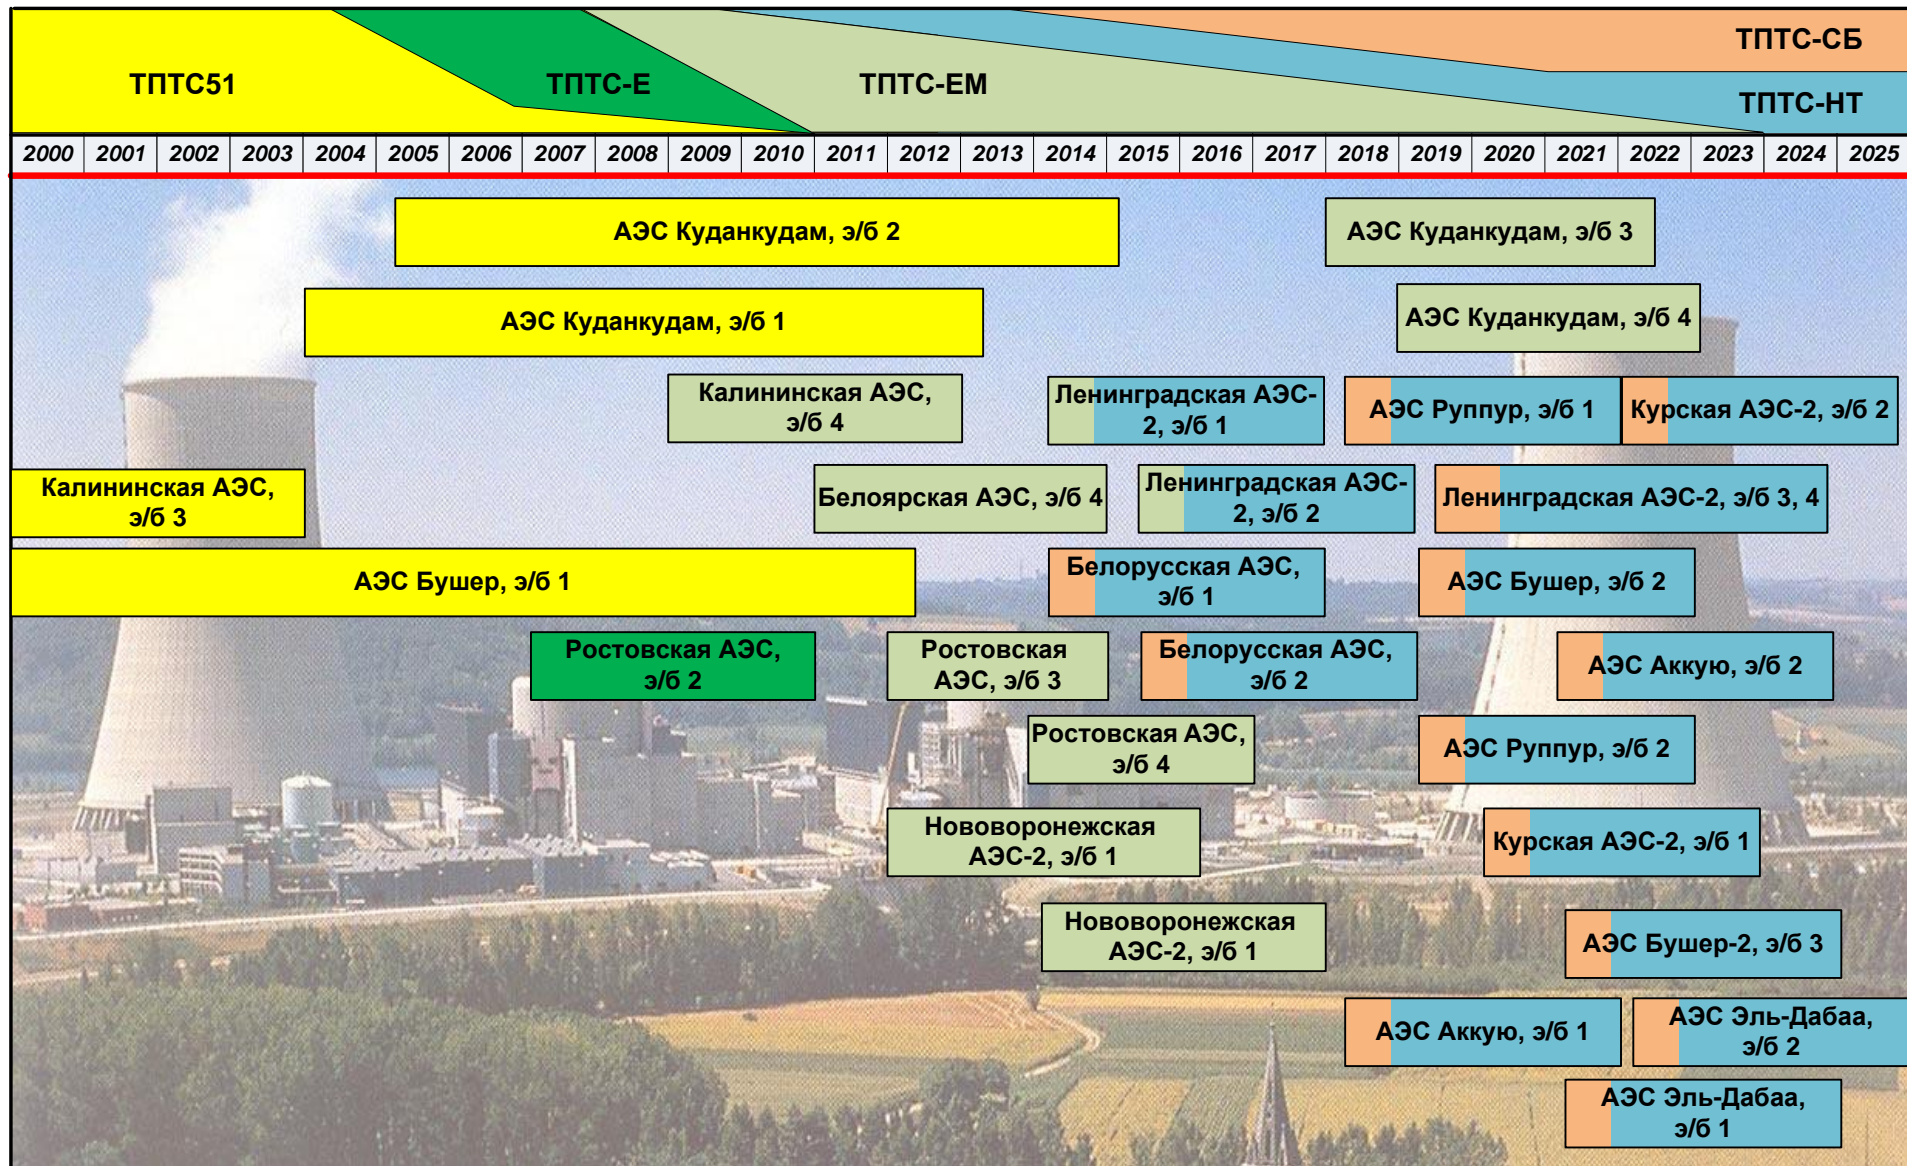 ТПТС-СБ
ТПТС51
ТПТС-Е
ТПТС-ЕМ
ТПТС-НТ
2000 2001 2002 2003 2004 2005 2006 2007 2008 2009 2010 2011 2012 2013 2014 2015 2016 2017 2018 2019 2020 2021 2022 2023 2024 2025
АЭС Куданкудам, э/б 2
АЭС Куданкудам, э/б 3
АЭС Куданкудам, э/б 1
АЭС Куданкудам, э/б 4
Калининская АЭС,
э/б 4
Ленинградская АЭС-
2, э/б 1
АЭС Руппур, э/б 1
Курская АЭС-2, э/б 2
Калининская АЭС,
э/б 3
Белоярская АЭС, э/б 4
Ленинградская АЭС-
2, э/б 2
Ленинградская АЭС-2, э/б 3, 4
АЭС Бушер, э/б 1
Белорусская АЭС,
э/б 1
АЭС Бушер, э/б 2
Ростовская АЭС,
э/б 2
Ростовская
АЭС, э/б 3
Белорусская АЭС,
э/б 2
АЭС Аккую, э/б 2
Ростовская АЭС,
э/б 4
АЭС Руппур, э/б 2
Нововоронежская
АЭС-2, э/б 1
Курская АЭС-2, э/б 1
Нововоронежская
АЭС-2, э/б 1
АЭС Бушер-2, э/б 3
АЭС Аккую, э/б 1
АЭС Эль-Дабаа,
э/б 2
АЭС Эль-Дабаа,
э/б 1